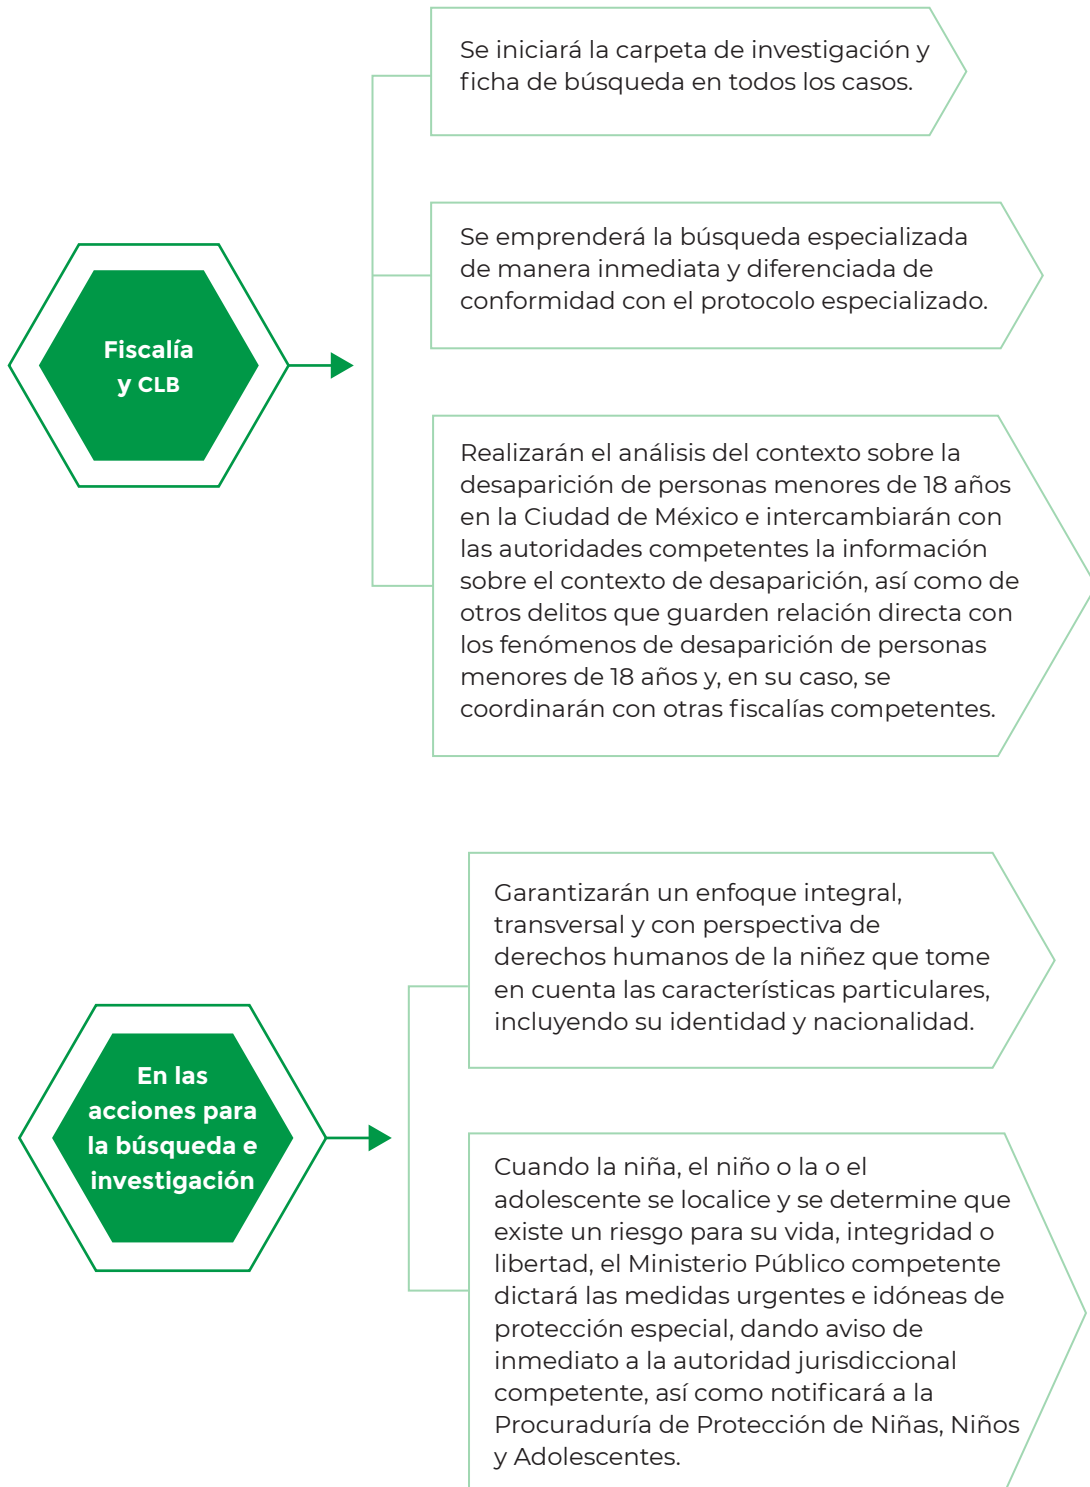 Se iniciará la carpeta de investigación y
ficha de búsqueda en todos los casos.
Se emprenderá la búsqueda especializada
de manera inmediata y diferenciada de
conformidad con el protocolo especializado.
Fiscalía
y CLB
Realizarán el análisis del contexto sobre la
desaparición de personas menores de 18 años
en la Ciudad de México e intercambiarán con
las autoridades competentes la información
sobre el contexto de desaparición, así como de
otros delitos que guarden relación directa con
los fenómenos de desaparición de personas
menores de 18 años y, en su caso, se
coordinarán con otras fiscalías competentes.
Garantizarán un enfoque integral,
transversal y con perspectiva de
derechos humanos de la niñez que tome
en cuenta las características particulares,
incluyendo su identidad y nacionalidad.
En las
acciones para
la búsqueda e
investigación
Cuando la niña, el niño o la o el
adolescente se localice y se determine que
existe un riesgo para su vida, integridad o
libertad, el Ministerio Público competente
dictará las medidas urgentes e idóneas de
protección especial, dando aviso de
inmediato a la autoridad jurisdiccional
competente, así como notificará a la
Procuraduría de Protección de Niñas, Niños
y Adolescentes.